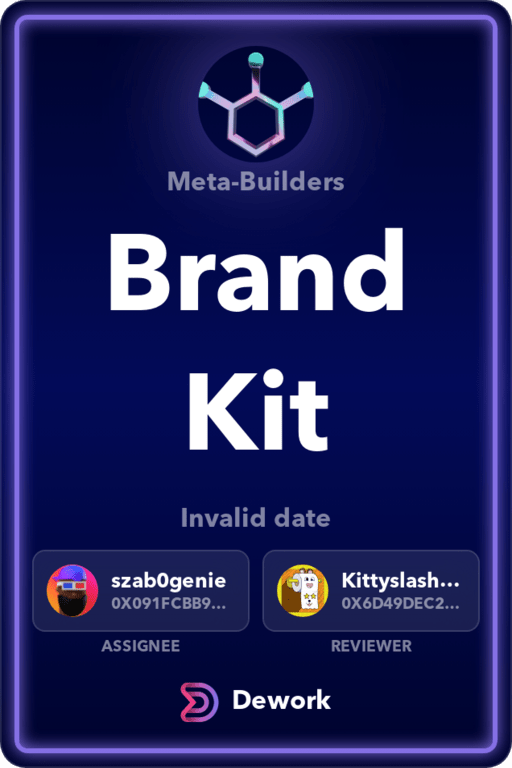 Meta-Builders
Brand
Kit
Invalid date
szab0genie
0X091FCBB9...
Kittyslash...
0X6D49DEC2...
ASSIGNEE
REVIEWER
Dework